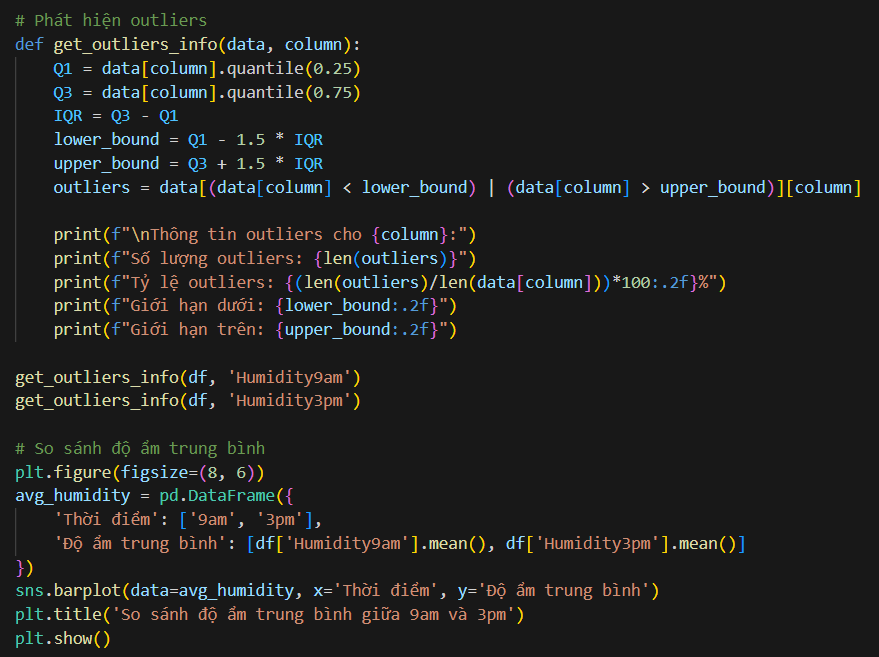 # Phát hiện outliers
def get_outliers_info(data, column):
    Q1 = data[column].quantile(0.25)
    Q3 = data[column].quantile(0.75)
    IQR = Q3 - Q1
    lower_bound = Q1 - 1.5 * IQR
    upper_bound = Q3 + 1.5 * IQR
    outliers = data[(data[column] < lower_bound) | (data[column] > upper_bound)][column]

    print(f"\nThông tin outliers cho {column}:")
    print(f"Số lượng outliers: {len(outliers)}")
    print(f"Tỷ lệ outliers: {(len(outliers)/len(data[column]))*100:.2f}%")
    print(f"Giới hạn dưới: {lower_bound:.2f}")
    print(f"Giới hạn trên: {upper_bound:.2f}")

get_outliers_info(df, 'Humidity9am')
get_outliers_info(df, 'Humidity3pm')

# So sánh độ ẩm trung bình
plt.figure(figsize=(8, 6))
avg_humidity = pd.DataFrame({
    'Thời điểm': ['9am', '3pm'],
    'Độ ẩm trung bình': [df['Humidity9am'].mean(), df['Humidity3pm'].mean()]
})
sns.barplot(data=avg_humidity, x='Thời điểm', y='Độ ẩm trung bình')
plt.title('So sánh độ ẩm trung bình giữa 9am và 3pm')
plt.show()